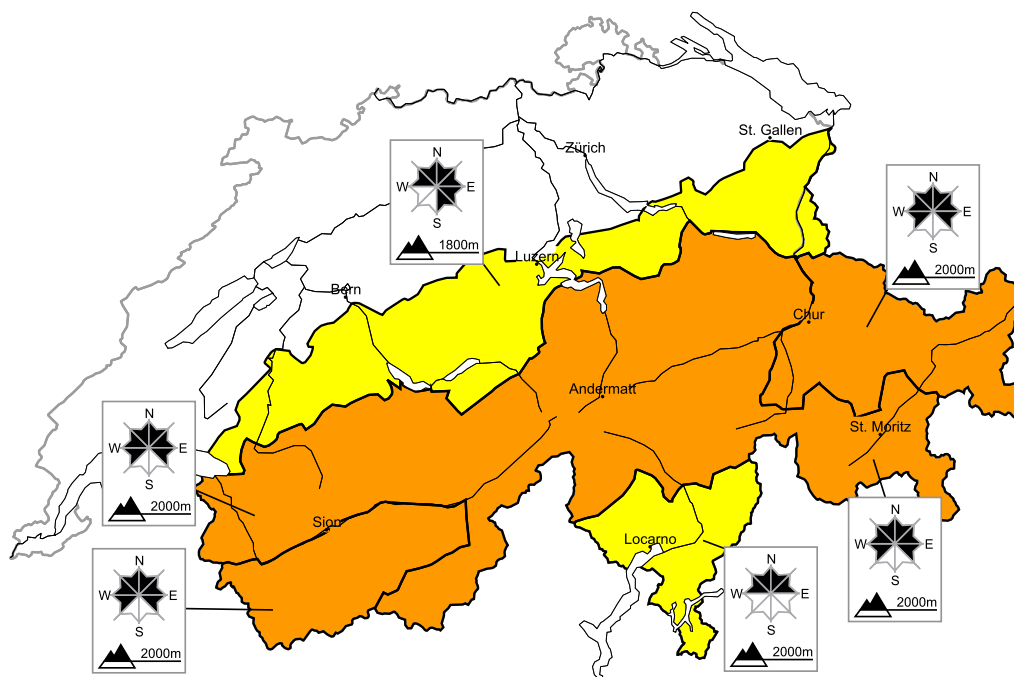 St. Gallen
Zürich
N
W E
S
1800m
N
W E
S
2000m
Luzern
Bern
Chur
Andermatt
N
W E
S
2000m
St. Moritz
Sion
Locarno
N
W E
S
2000m
N
W E
S
2000m
N
W E
S
2000m